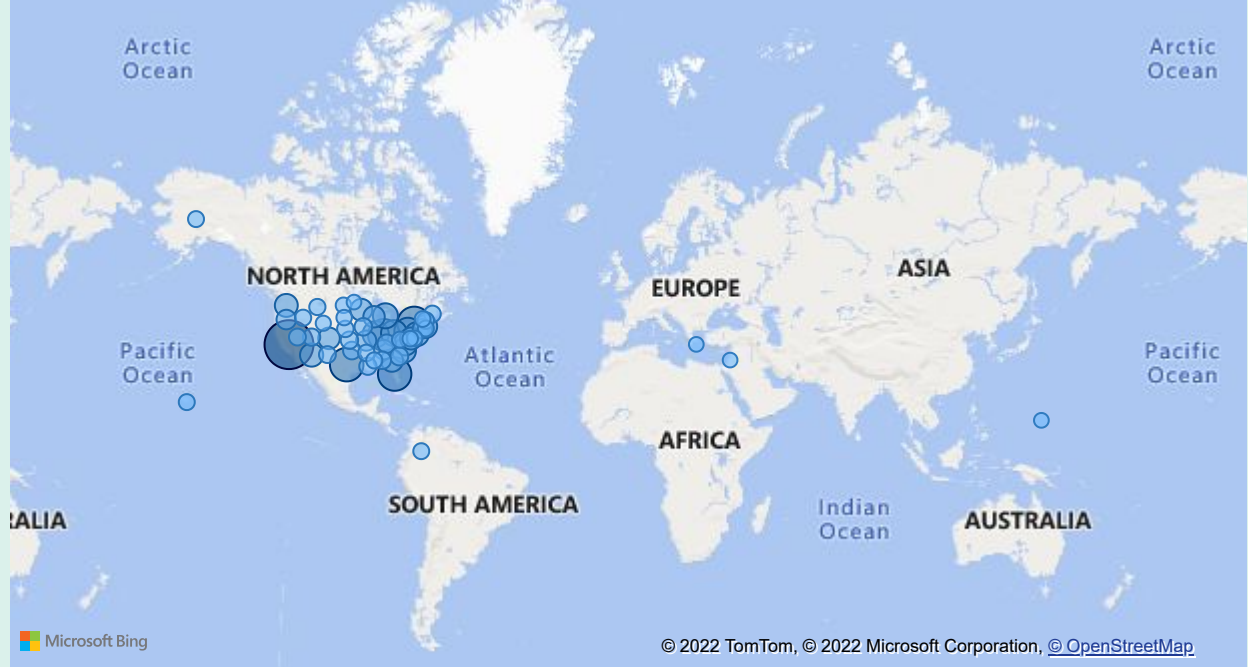 Arctic
Ocean
Arctic
Ocean
NORTH AMERICA
ASIA
EUROPE
Pacific
Ocean
Atlantic
Ocean
Pacific
Ocean
AFRICA
SOUTH AMERICA
Indian
Ocean
RALIA
AUSTRALIA
Microsoft Bing
© 2022 TomTom, © 2022 Microsoft Corporation, © OpenStreetMap